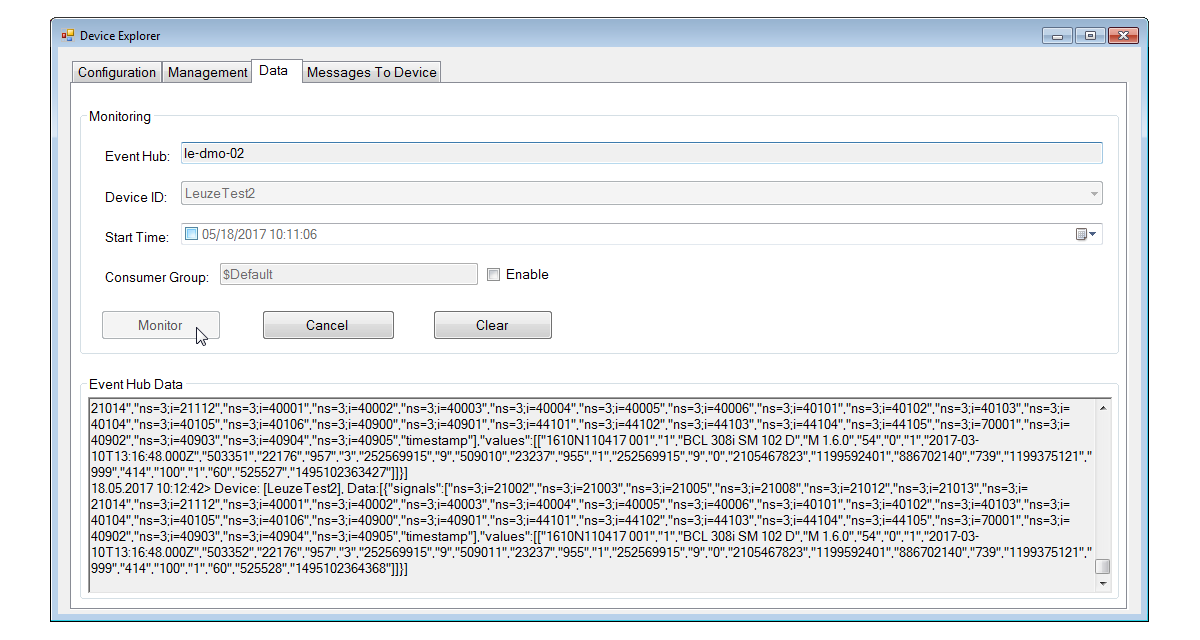 Device Explorer
Configuration Management Data Messages To Device
Monitoring
Event Hub: le-dmo-02
Device ID: LeuzeTest2
Start Time: 05/18/2017 10:11:06
Consumer Group: $Default Enable
Monitor Cancel Clear
Event Hub Data
21014","ns=3;i=21112","ns=3;i=40001","ns=3;i=40002","ns=3;i=40003","ns=3;i=40004","ns=3;i=40005","ns=3;i=40006","ns=3;i=40101","ns=3;i=40102","ns=3;i=40103","ns=3;i=
40104","ns=3;i=40105","ns=3;i=40106","ns=3;i=40900","ns=3;i=40901","ns=3;i=44101","ns=3;i=44102","ns=3;i=44103","ns=3;i=44104","ns=3;i=44105","ns=3;i=70001","ns=3;i=
40902","ns=3;i=40903","ns=3;i=40904","ns=3;i=40905","timestamp"],"values":[["1610N110417 001","1","BCL 308i SM 102 D","M 1.6.0","54","0","1","2017-03-
10T13:16:48.000Z","503351","22176","957","3","252569915","9","509010","23237","955","1","252569915","9","0","2105467823","1199592401","886702140","739","1199375121","
999","414","100","1","60","525527","1495102363427"]]}]
18.05.2017 10:12:42> Device: [LeuzeTest2], Data:[{"signals":["ns=3;i=21002","ns=3;i=21003","ns=3;i=21005","ns=3;i=21008","ns=3;i=21012","ns=3;i=21013","ns=3;i=
21014","ns=3;i=21112","ns=3;i=40001","ns=3;i=40002","ns=3;i=40003","ns=3;i=40004","ns=3;i=40005","ns=3;i=40006","ns=3;i=40101","ns=3;i=40102","ns=3;i=40103","ns=3;i=
40104","ns=3;i=40105","ns=3;i=40106","ns=3;i=40900","ns=3;i=40901","ns=3;i=44101","ns=3;i=44102","ns=3;i=44103","ns=3;i=44104","ns=3;i=44105","ns=3;i=70001","ns=3;i=
40902","ns=3;i=40903","ns=3;i=40904","ns=3;i=40905","timestamp"],"values":[["1610N110417 001","1","BCL 308i SM 102 D","M 1.6.0","54","0","1","2017-03-
10T13:16:48.000Z","503352","22176","957","3","252569915","9","509011","23237","955","1","252569915","9","0","2105467823","1199592401","886702140","739","1199375121","
999","414","100","1","60","525528","1495102364368"]]}]